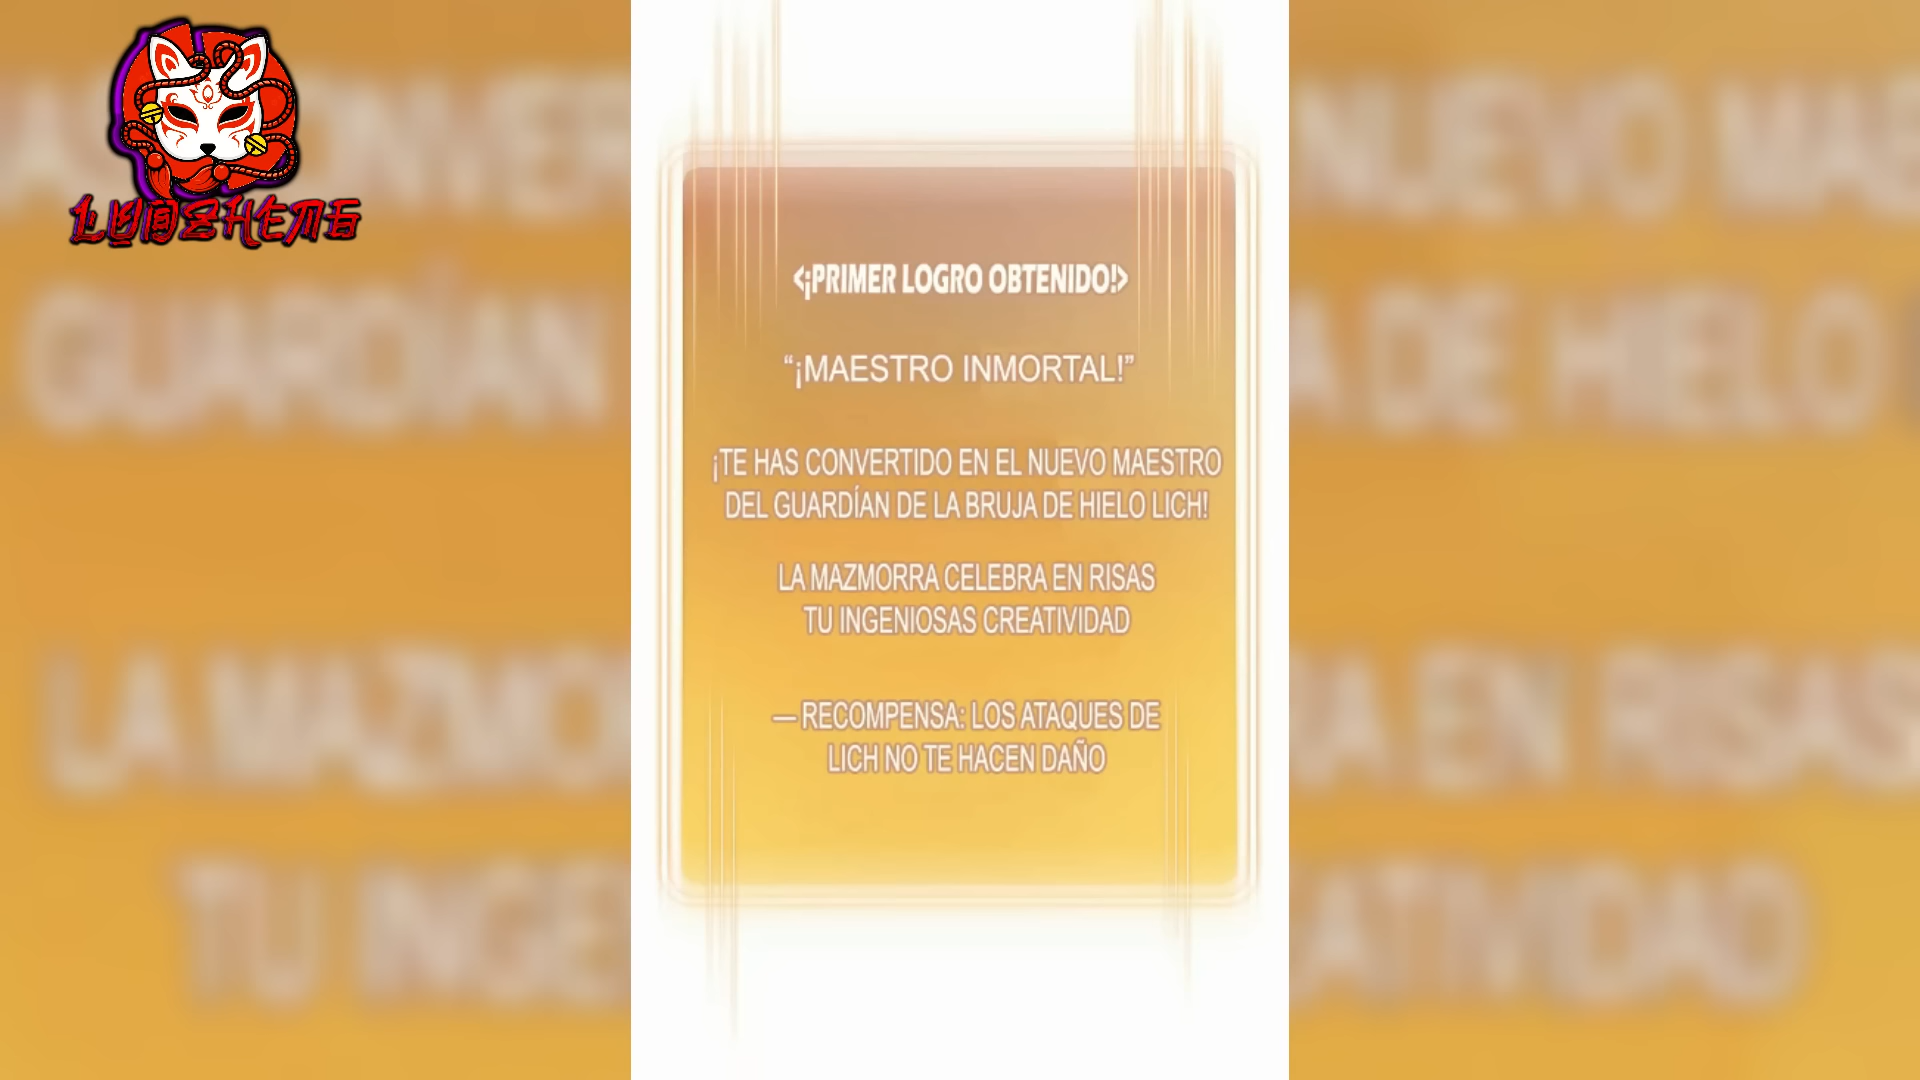 LUOZHENG
<¡PRIMER LOGRO OBTENIDO!>
“¡MAESTRO INMORTAL!”
¡TE HAS CONVERTIDO EN EL NUEVO MAESTRO
DEL GUARDÍAN DE LA BRUJA DE HIELO LICH!
LA MAZMORRA CELEBRA EN RISAS
TU INGENIOSAS CREATIVIDAD
— RECOMPENSA: LOS ATAQUES DE
LICH NO TE HACEN DAÑO